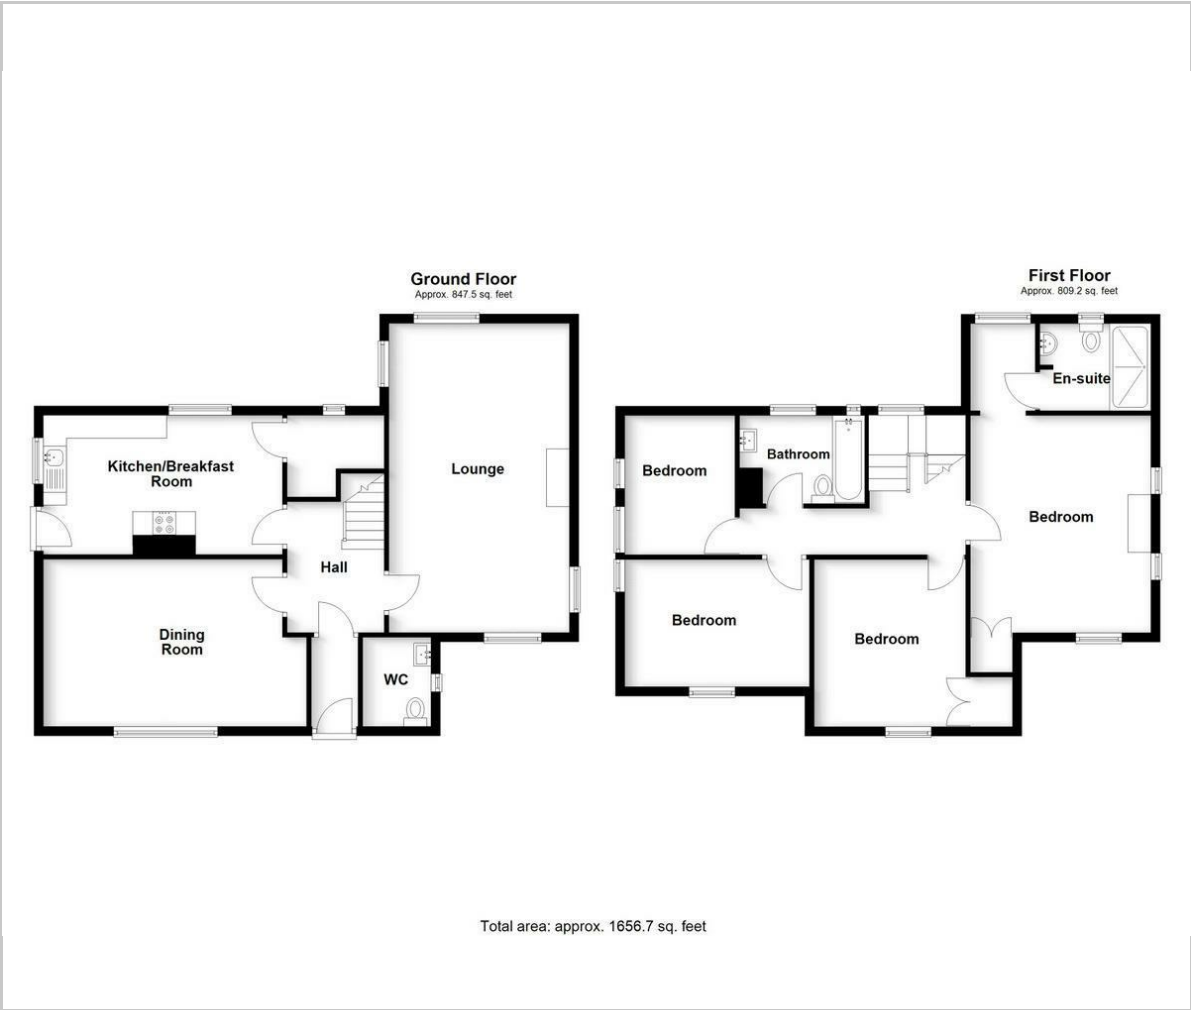 Ground Floor
Approx. 847.5 sq. feet
Kitchen/Breakfast
Room
Lounge
Hall
Dining
Room
WC
First Floor
Approx. 809.2 sq. feet
En-suite
Bathroom
Bedroom
Bedroom
Bedroom
Bedroom
Total area: approx. 1656.7 sq. feet